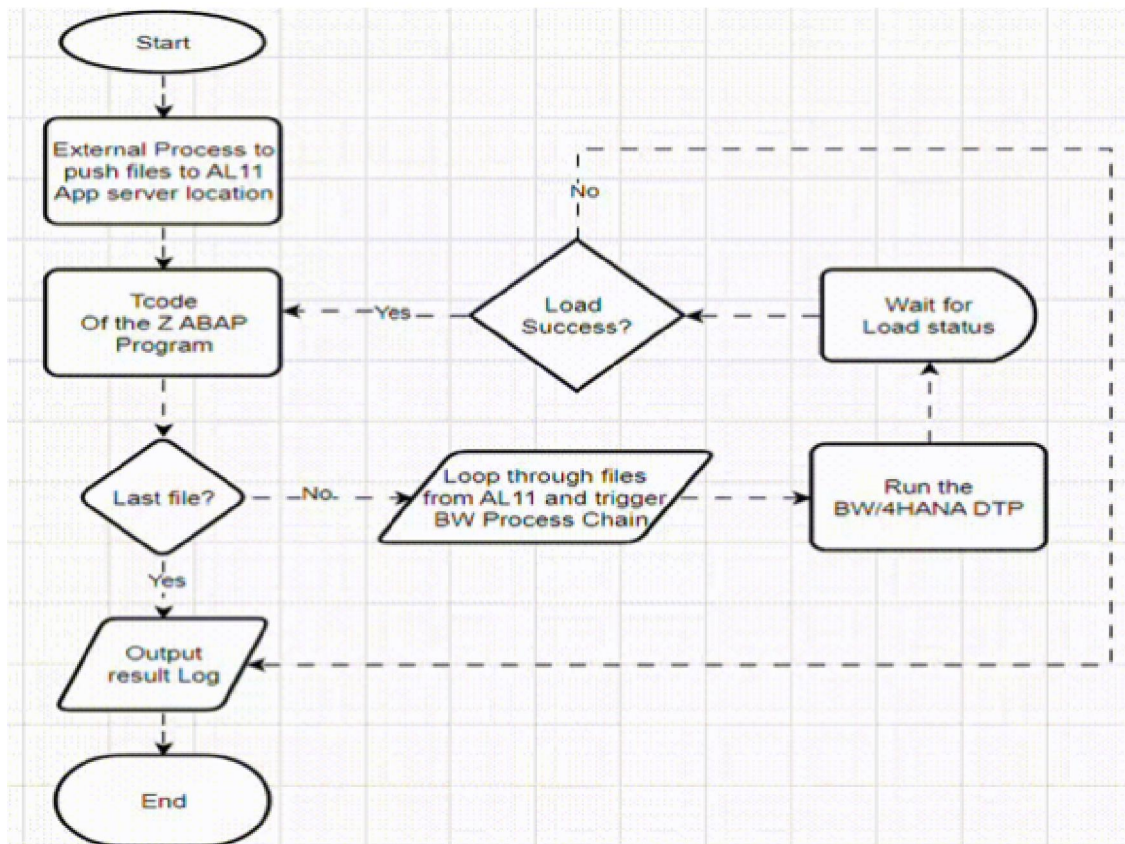 Start
External Process to
push files to AL11
App server location
Tcode
Of the Z ABAP
Program
Last file?
No
Loop through files
from AL11 and trigger
BW Process Chain
Run the
BW/4HANA DTP
Wait for
Load status
Load
Success?
Yes
No
Yes
Output
result Log
End